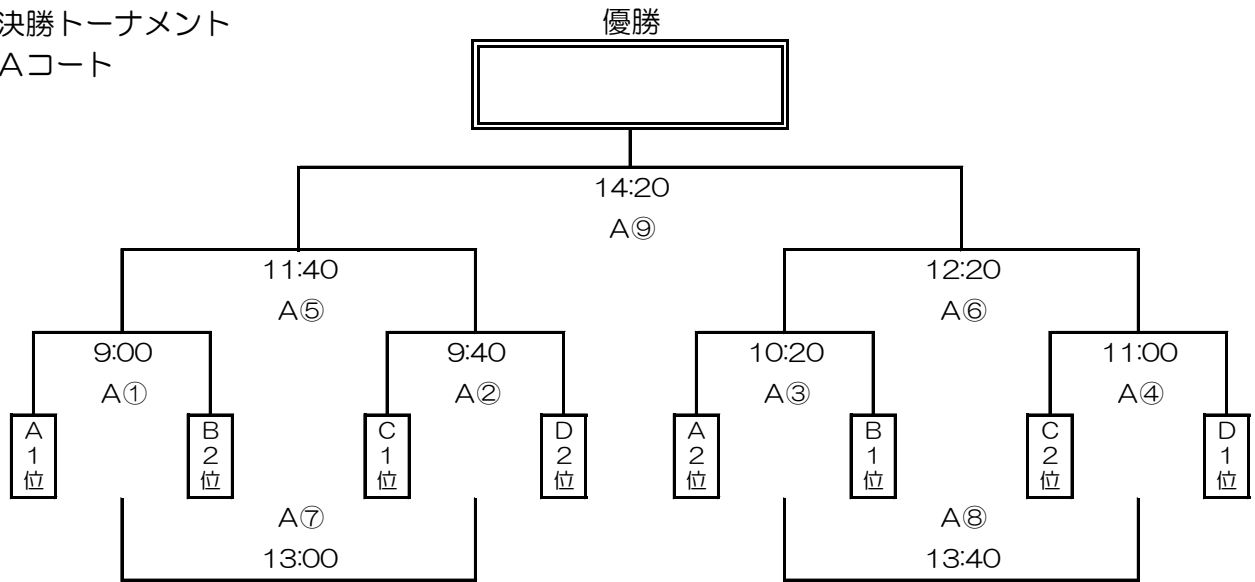 決勝トーナメント
優勝
Aコート
14:20
A⑨
11:40
12:20
A⑤
A⑥
9:00
9:40
10:20
11:00
A①
A②
A③
A④
A1位
B2位
C1位
D2位
A2位
B1位
C2位
D1位
A⑦
A⑧
13:00
13:40